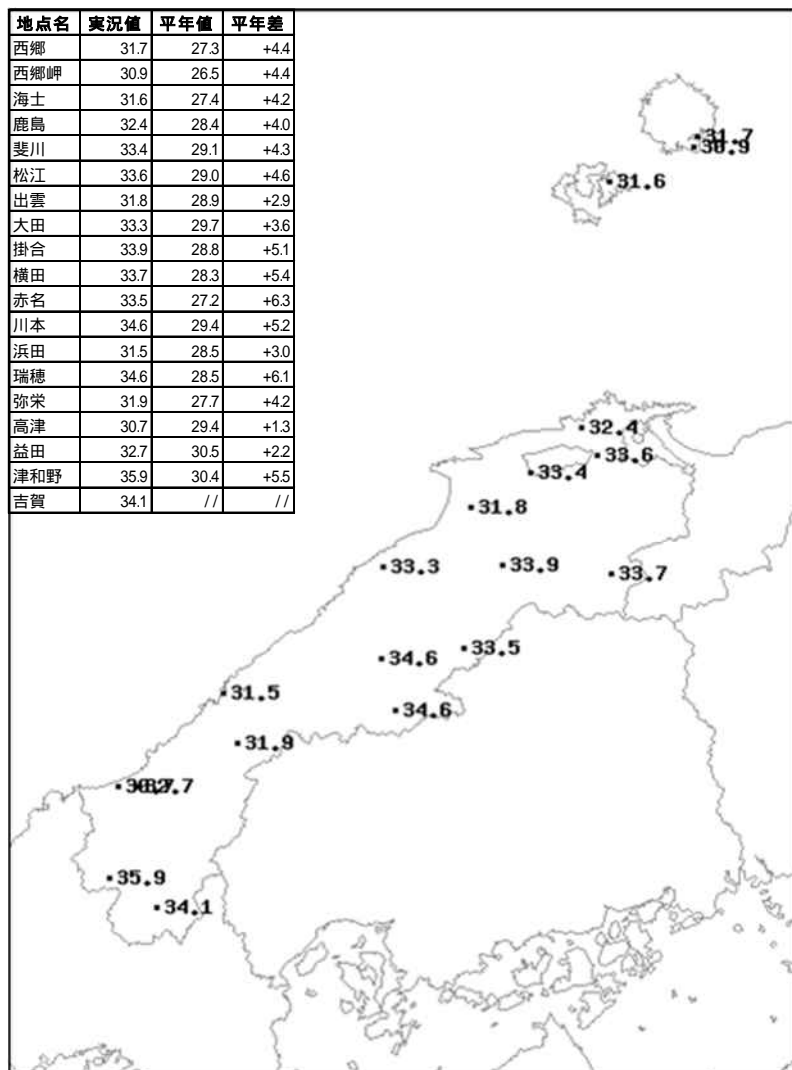 地点名 実況値 平年値 平年差
西郷 31.7 27.3 +4.4
西郷岬 30.9 26.5 +4.4
海士 31.6 27.4 +4.2
鹿島 32.4 28.4 +4.0
斐川 33.4 29.1 +4.3
松江 33.6 29.0 +4.6
出雲 31.8 28.9 +2.9
大田 33.3 29.7 +3.6
掛合 33.9 28.8 +5.1
横田 33.7 28.3 +5.4
赤名 33.5 27.2 +6.3
川本 34.6 29.4 +5.2
浜田 31.5 28.5 +3.0
瑞穂 34.6 28.5 +6.1
弥栄 31.9 27.7 +4.2
高津 30.7 29.4 +1.3
益田 32.7 30.5 +2.2
津和野 35.9 30.4 +5.5
吉賀 34.1 // //
31.7
30.9
31.6
32.4
33.6
33.4
31.8
33.3
33.9
33.7
33.5
34.6
34.6
31.5
31.9
30.7 32.7
35.9
34.1